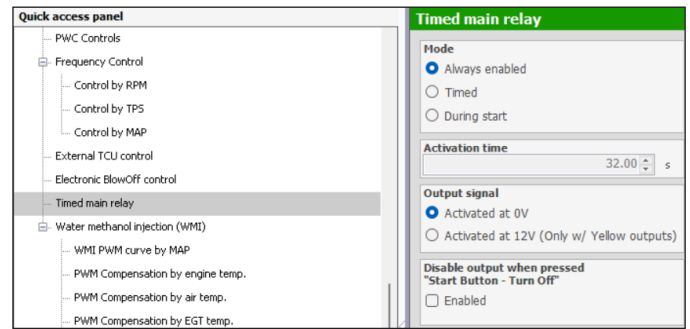 Quick access panel
PWC Controls
Frequency Control
Control by RPM
Control by TPS
Control by MAP
External TCU control
Electronic BlowOff control
Timed main relay
Water methanol injection (WMI)
WMI PWM curve by MAP
PWM Compensation by engine temp.
PWM Compensation by air temp.
PWM Compensation by EGT temp.
Timed main relay
Mode
Always enabled
Timed
During start
Activation time
32.00 s
Output signal
Activated at 0V
Activated at 12V (Only w/ Yellow outputs)
Disable output when pressed
"Start Button - Turn Off"
Enabled